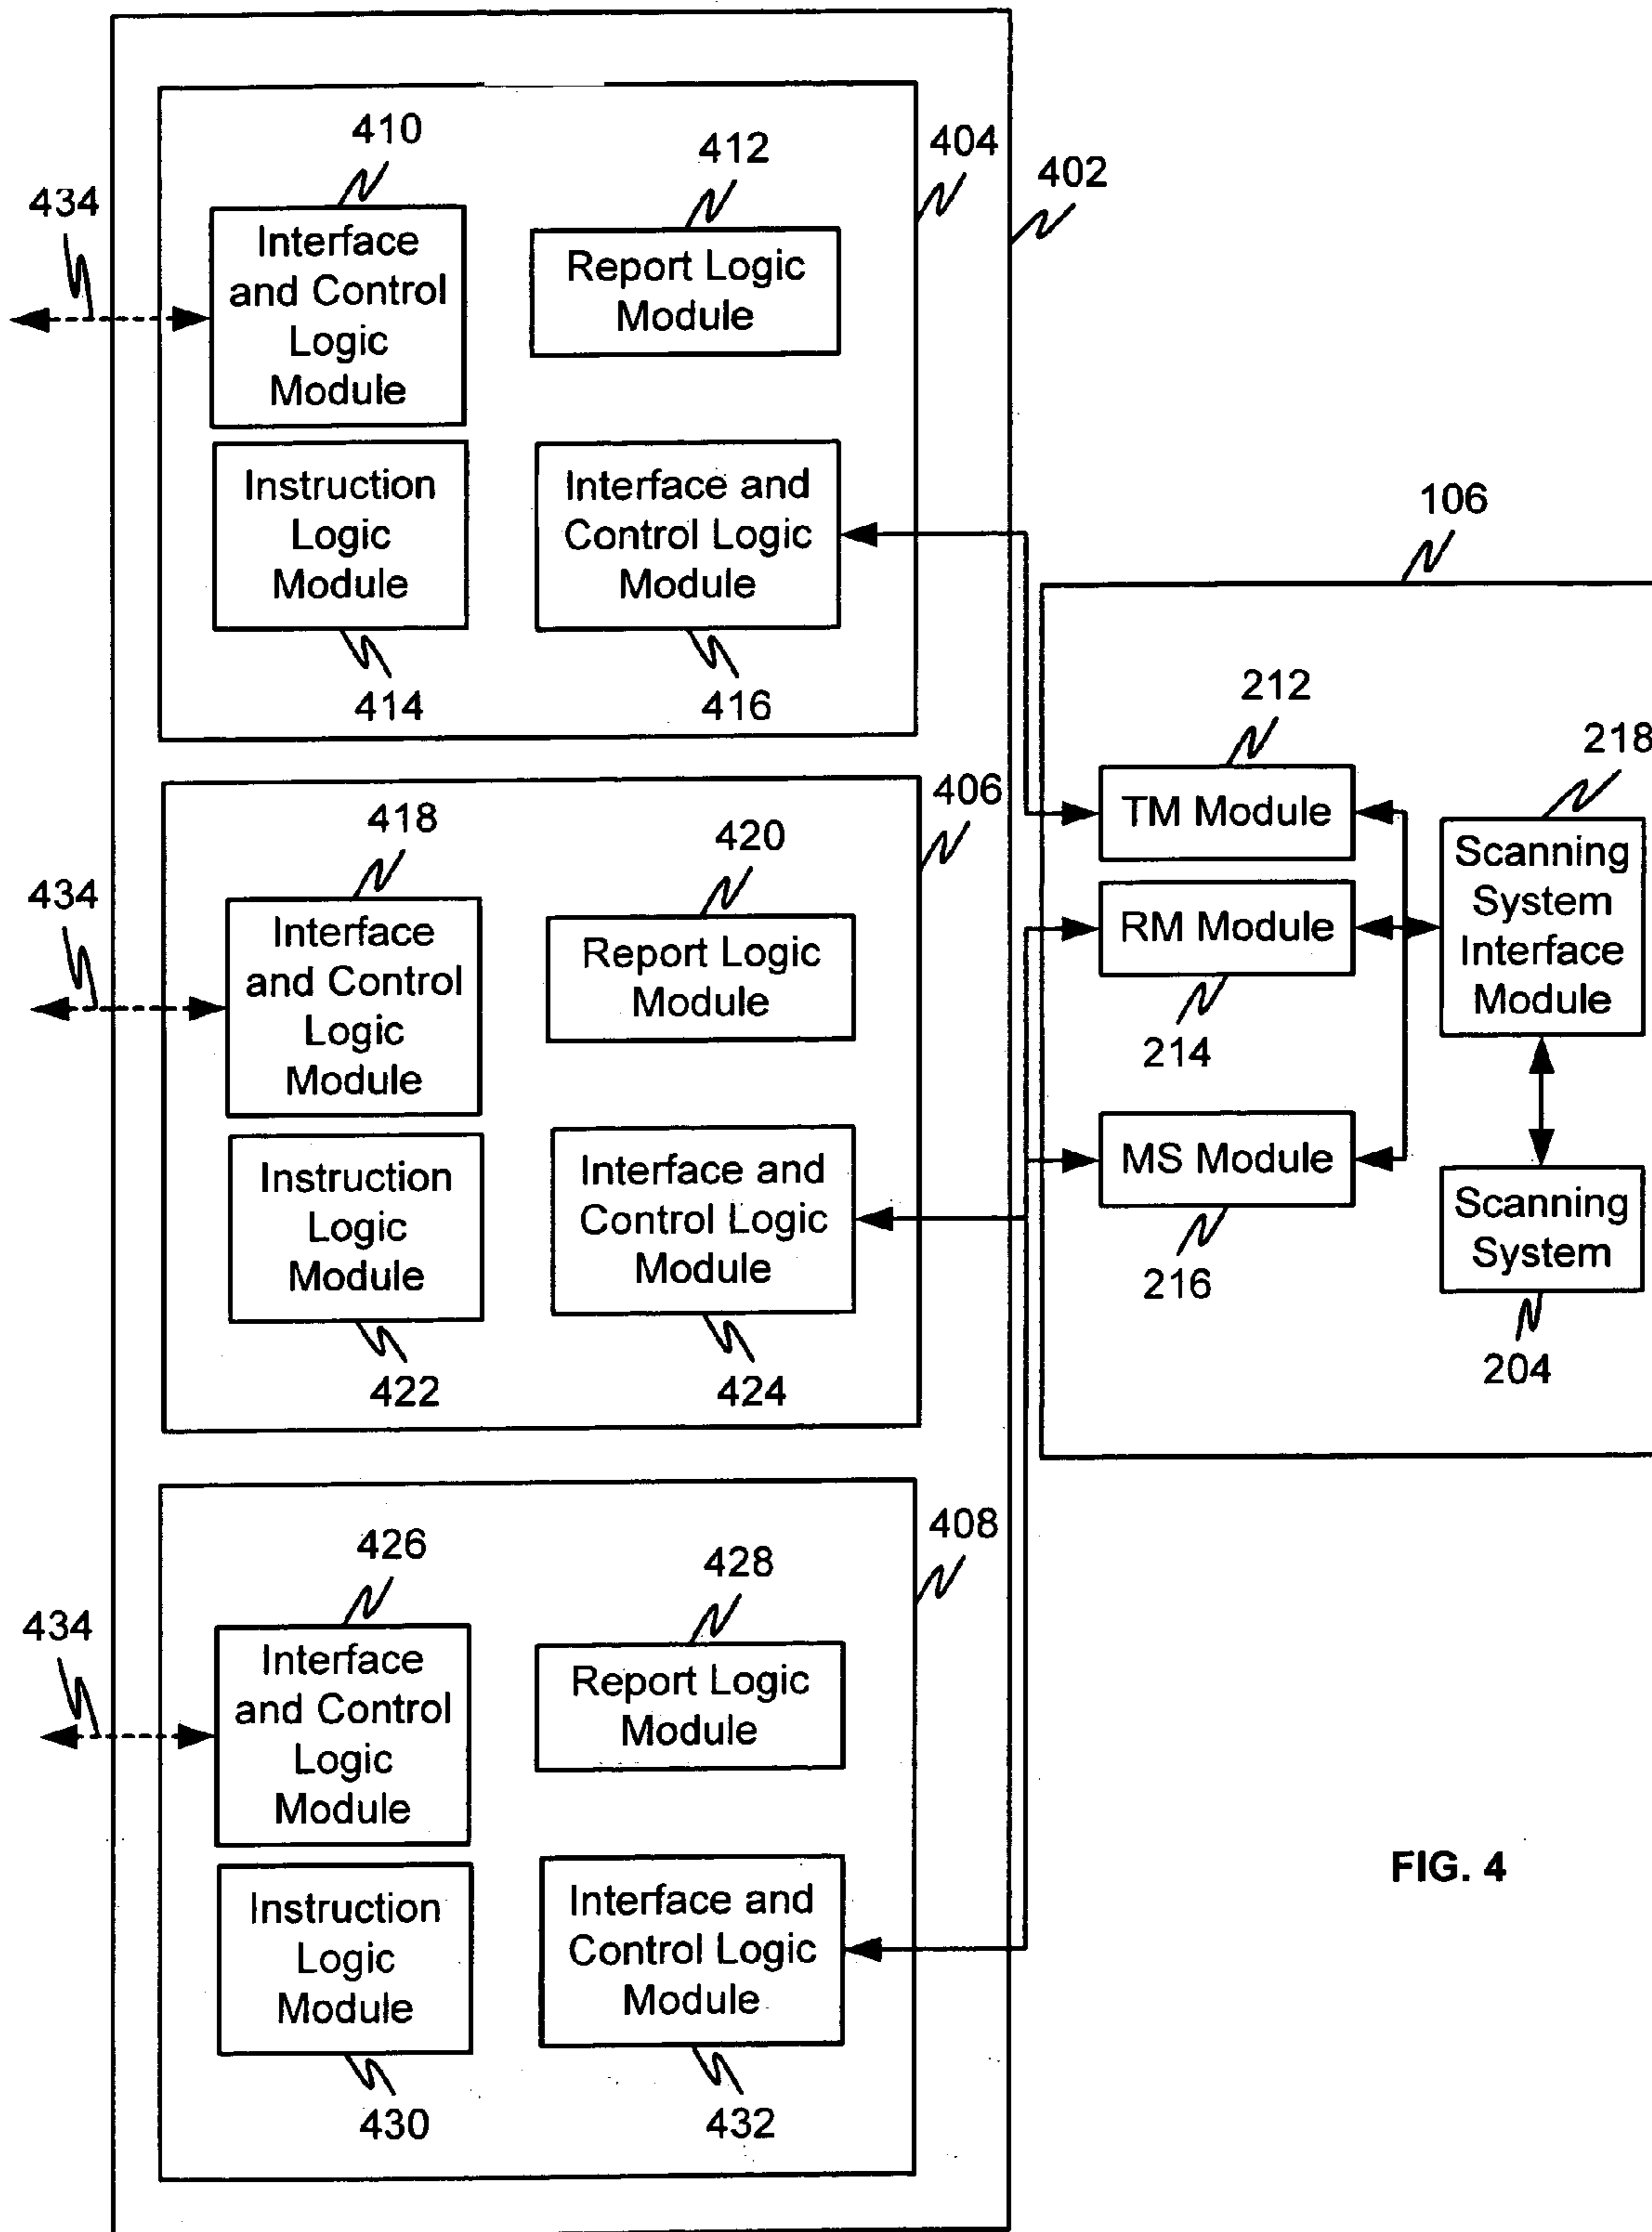 410
412
404
402
434
Interface
and Control
Logic
Module
Report Logic
Module
Instruction
Logic
Module
Interface and
Control Logic
Module
414
416
106
212
218
TM Module
RM Module
214
MS Module
216
Scanning
System
Interface
Module
Scanning
System
204
406
418
420
434
Interface
and Control
Logic
Module
Report Logic
Module
Instruction
Logic
Module
Interface and
Control Logic
Module
422
424
408
426
428
434
Interface
and Control
Logic
Module
Report Logic
Module
Instruction
Logic
Module
Interface and
Control Logic
Module
430
432
FIG. 4